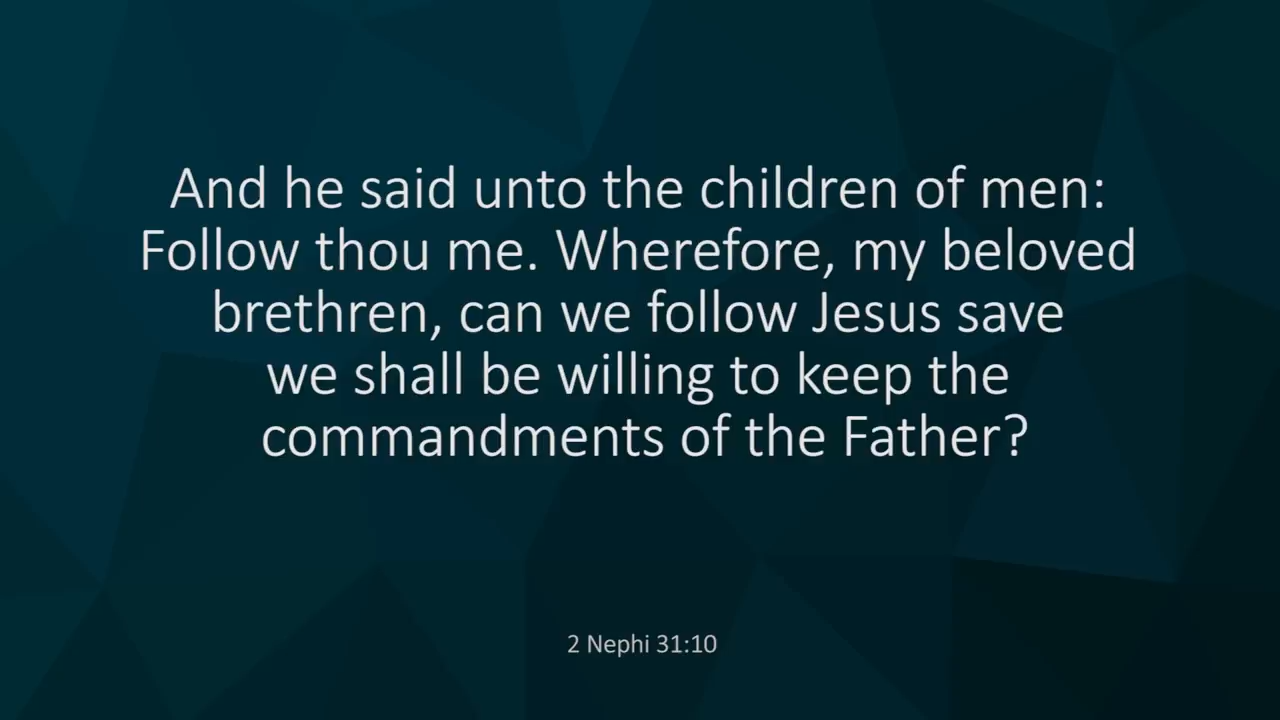 And he said unto the children of men:
Follow thou me. Wherefore, my beloved
brethren, can we follow Jesus save
we shall be willing to keep the
commandments of the Father?
2 Nephi 31:10